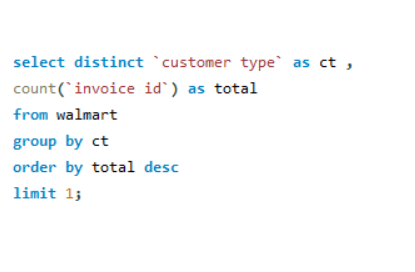 select distinct `customer type` as ct ,
count(`invoice id`) as total
from walmart
group by ct
order by total desc
limit 1;